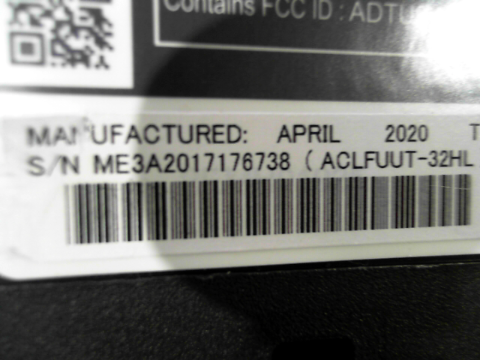 Contains FCC ID : ADTU
MANUFACTURED: APRIL 2020 T
S/N ME3A2017176738 ( ACLFUUT-32HL